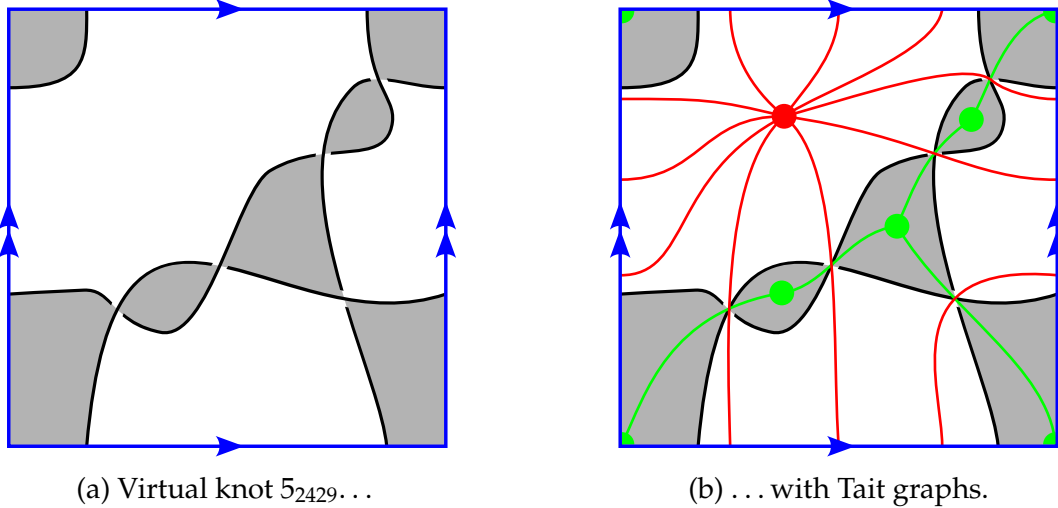 (a) Virtual knot 5₂₄₂₉...
(b) ... with Tait graphs.